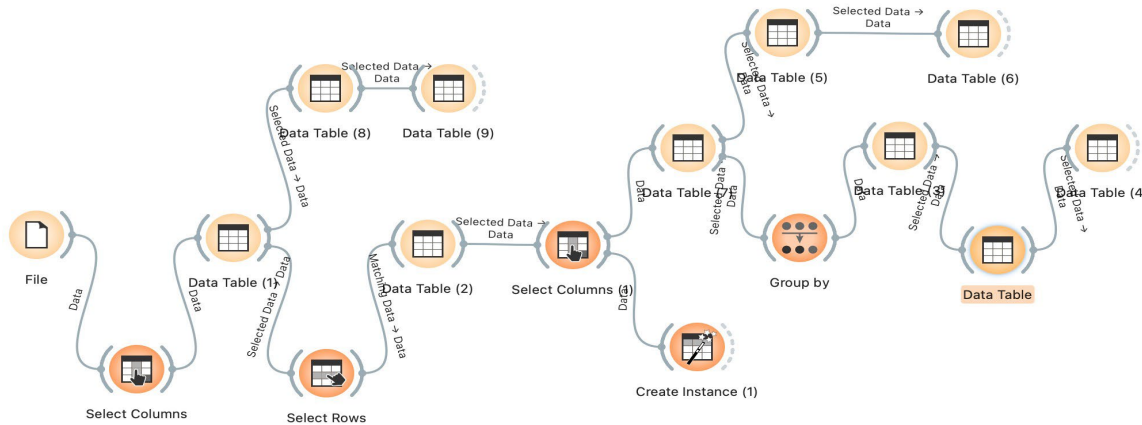 Selected Data →
Data
Data Table (5)
Selected Data →
Data
Data Table (6)
Selected Data →
Data
Data Table (8)
Data Table (9)
Selected Data → Data
Data
Data Table (7)
Selected Data →
Data
Data
Data Table (3)
Selected Data →
Data
Data Table (4
Selected Data →
Data
File
Data
Data Table (1)
Data
Selected Data → Data
Matching Data → Data
Data Table (2)
Selected Data →
Data
Select Columns (1)
Data
Group by
Data Table
Select Columns
Select Rows
Create Instance (1)